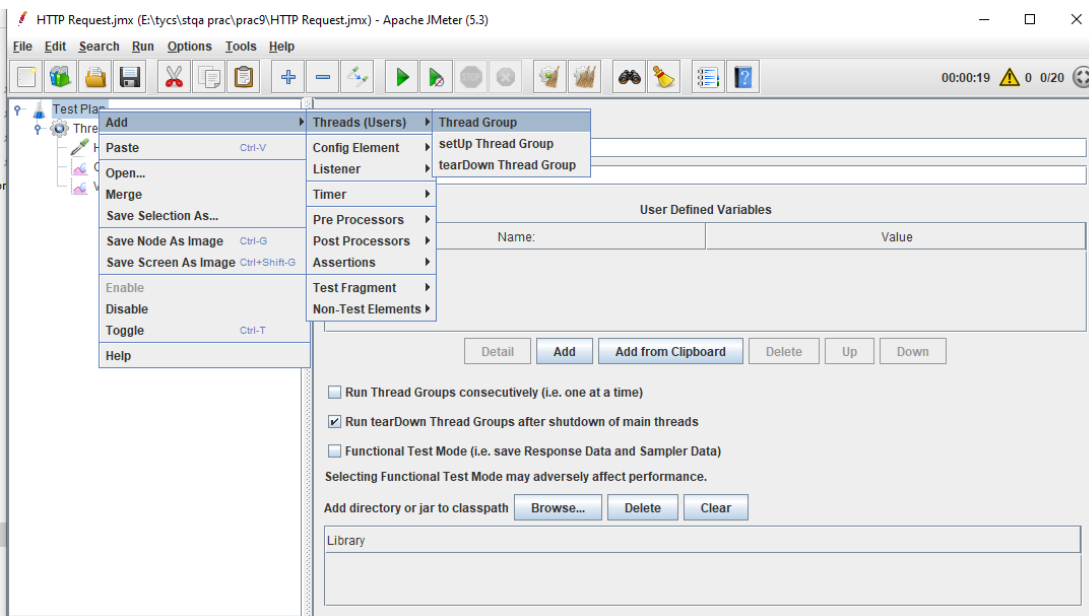 HTTP Request.jmx (E:\tycs\stqa prac\prac9\HTTP Request.jmx) - Apache JMeter (5.3)
File Edit Search Run Options Tools Help
00:00:19 0 0/20
Test Plan
Add
Paste Ctrl-V
Open...
Merge
Save Selection As...
Save Node As Image Ctrl-G
Save Screen As Image Ctrl+Shift-G
Enable
Disable
Toggle Ctrl-T
Help
Threads (Users)
Config Element
Listener
Timer
Pre Processors
Post Processors
Assertions
Test Fragment
Non-Test Elements
Thread Group
setUp Thread Group
tearDown Thread Group
User Defined Variables
Name: Value
Detail Add Add from Clipboard Delete Up Down
Run Thread Groups consecutively (i.e. one at a time)
Run tearDown Thread Groups after shutdown of main threads
Functional Test Mode (i.e. save Response Data and Sampler Data)
Selecting Functional Test Mode may adversely affect performance.
Add directory or jar to classpath Browse... Delete Clear
Library